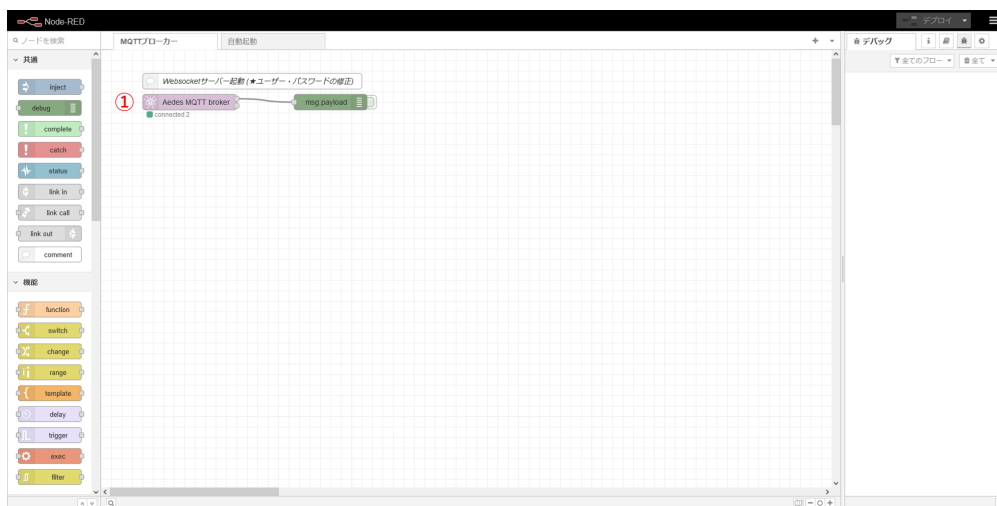 Node-RED
デプロイ
ノードを検索
MQTTブローカー
自動起動
デバッグ
全てのフロー
全て
共通
inject
debug
complete
catch
status
link in
link call
link out
comment
機能
function
switch
change
range
template
delay
trigger
exec
filter
Websocketサーバー起動 (★ユーザー・パスワードの修正)
①
Aedes MQTT broker
msg.payload
connected 2